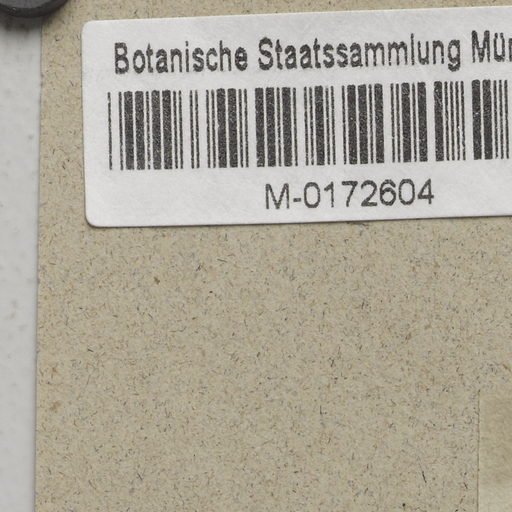 Botanische Staatssammlung Mün
M-0172604